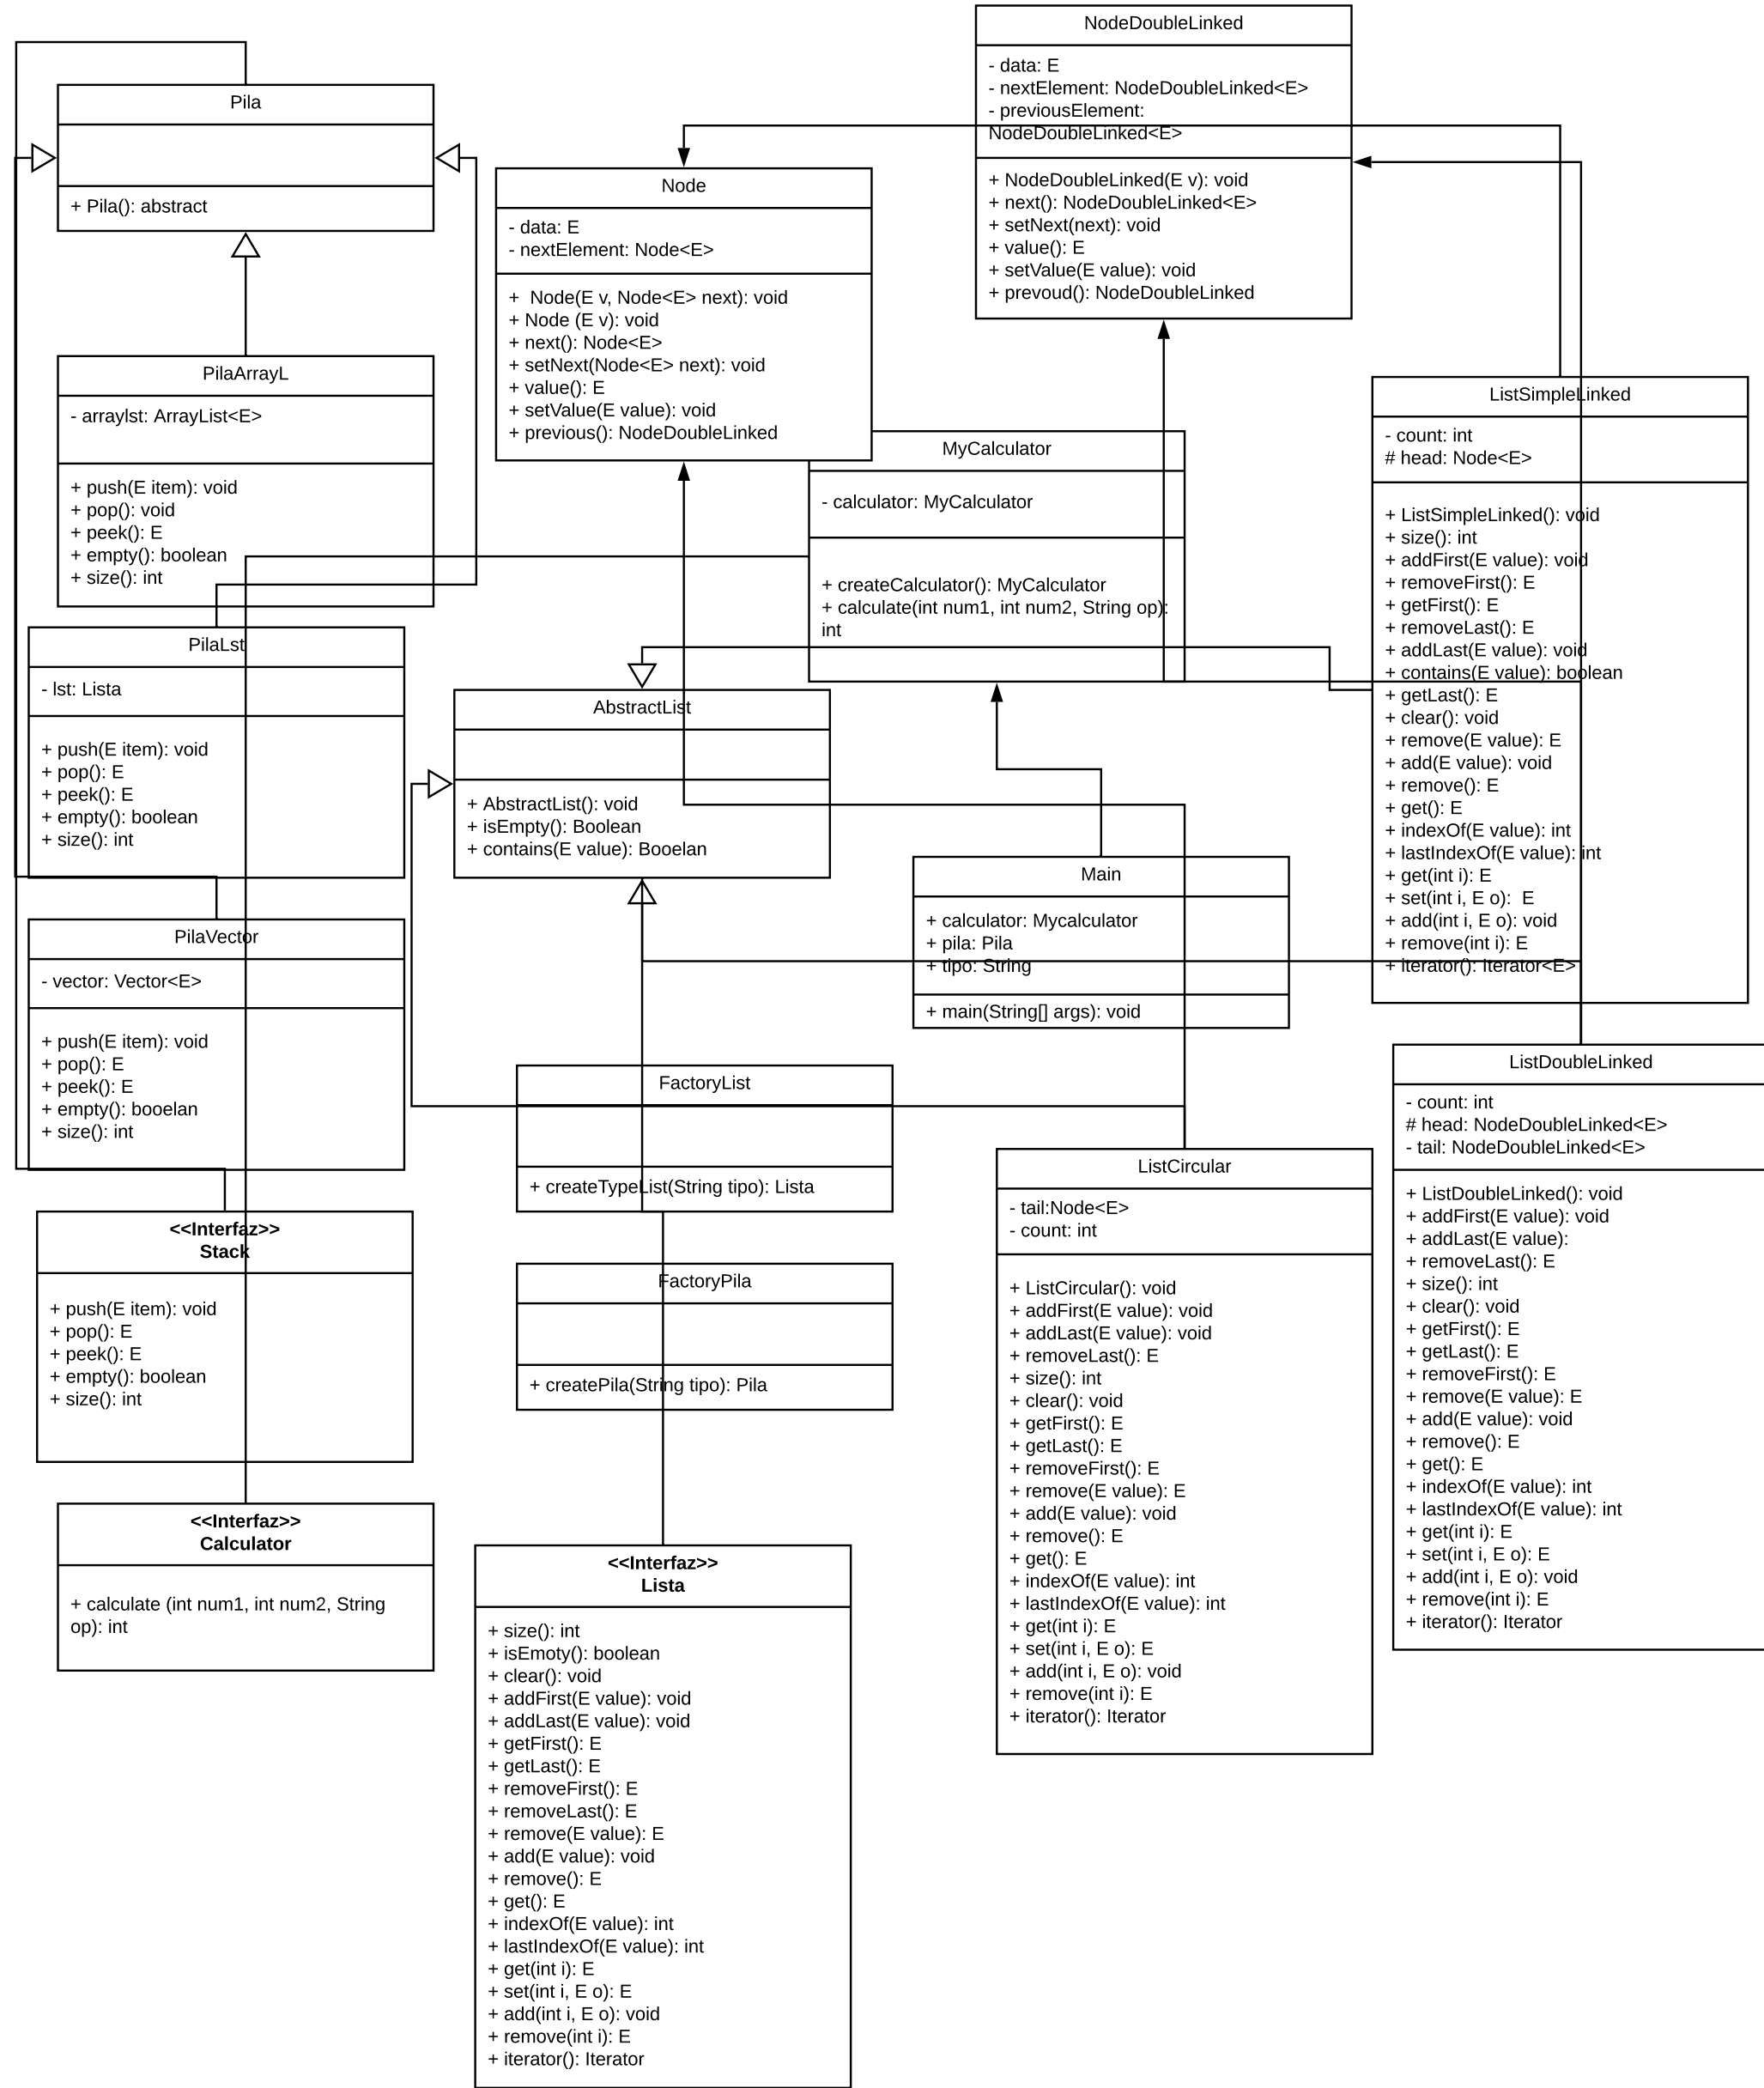 NodeDoubleLinked
- data: E
- nextElement: NodeDoubleLinked<E>
- previousElement:
NodeDoubleLinked<E>
+ NodeDoubleLinked(E v): void
+ next(): NodeDoubleLinked<E>
+ setNext(next): void
+ value(): E
+ setValue(E value): void
+ prevoud(): NodeDoubleLinked
Pila
+ Pila(): abstract
Node
- data: E
- nextElement: Node<E>
+  Node(E v, Node<E> next): void
+ Node (E v): void
+ next(): Node<E>
+ setNext(Node<E> next): void
+ value(): E
+ setValue(E value): void
+ previous(): NodeDoubleLinked
PilaArrayL
- arraylst: ArrayList<E>
+ push(E item): void
+ pop(): void
+ peek(): E
+ empty(): boolean
+ size(): int
MyCalculator
- calculator: MyCalculator
+ createCalculator(): MyCalculator
+ calculate(int num1, int num2, String op):
int
ListSimpleLinked
- count: int
# head: Node<E>
+ ListSimpleLinked(): void
+ size(): int
+ addFirst(E value): void
+ removeFirst(): E
+ getFirst(): E
+ removeLast(): E
+ addLast(E value): void
+ contains(E value): boolean
+ getLast(): E
+ clear(): void
+ remove(E value): E
+ add(E value): void
+ remove(): E
+ get(): E
+ indexOf(E value): int
+ lastIndexOf(E value): int
+ get(int i): E
+ set(int i, E o):  E
+ add(int i, E o): void
+ remove(int i): E
+ iterator(): Iterator<E>
PilaLst
- lst: Lista
+ push(E item): void
+ pop(): E
+ peek(): E
+ empty(): boolean
+ size(): int
AbstractList
+ AbstractList(): void
+ isEmpty(): Boolean
+ contains(E value): Booelan
Main
+ calculator: Mycalculator
+ pila: Pila
+ tipo: String
+ main(String[] args): void
PilaVector
- vector: Vector<E>
+ push(E item): void
+ pop(): E
+ peek(): E
+ empty(): booelan
+ size(): int
FactoryList
+ createTypeList(String tipo): Lista
ListDoubleLinked
- count: int
# head: NodeDoubleLinked<E>
- tail: NodeDoubleLinked<E>
+ ListDoubleLinked(): void
+ addFirst(E value): void
+ addLast(E value):
+ removeLast(): E
+ size(): int
+ clear(): void
+ getFirst(): E
+ getLast(): E
+ removeFirst(): E
+ remove(E value): E
+ add(E value): void
+ remove(): E
+ get(): E
+ indexOf(E value): int
+ lastIndexOf(E value): int
+ get(int i): E
+ set(int i, E o): E
+ add(int i, E o): void
+ remove(int i): E
+ iterator(): Iterator
ListCircular
- tail:Node<E>
- count: int
+ ListCircular(): void
+ addFirst(E value): void
+ addLast(E value): void
+ removeLast(): E
+ size(): int
+ clear(): void
+ getFirst(): E
+ getLast(): E
+ removeFirst(): E
+ remove(E value): E
+ add(E value): void
+ remove(): E
+ get(): E
+ indexOf(E value): int
+ lastIndexOf(E value): int
+ get(int i): E
+ set(int i, E o): E
+ add(int i, E o): void
+ remove(int i): E
+ iterator(): Iterator
<<Interfaz>>
Stack
+ push(E item): void
+ pop(): E
+ peek(): E
+ empty(): boolean
+ size(): int
FactoryPila
+ createPila(String tipo): Pila
<<Interfaz>>
Calculator
+ calculate (int num1, int num2, String
op): int
<<Interfaz>>
Lista
+ size(): int
+ isEmoty(): boolean
+ clear(): void
+ addFirst(E value): void
+ addLast(E value): void
+ getFirst(): E
+ getLast(): E
+ removeFirst(): E
+ removeLast(): E
+ remove(E value): E
+ add(E value): void
+ remove(): E
+ get(): E
+ indexOf(E value): int
+ lastIndexOf(E value): int
+ get(int i): E
+ set(int i, E o): E
+ add(int i, E o): void
+ remove(int i): E
+ iterator(): Iterator